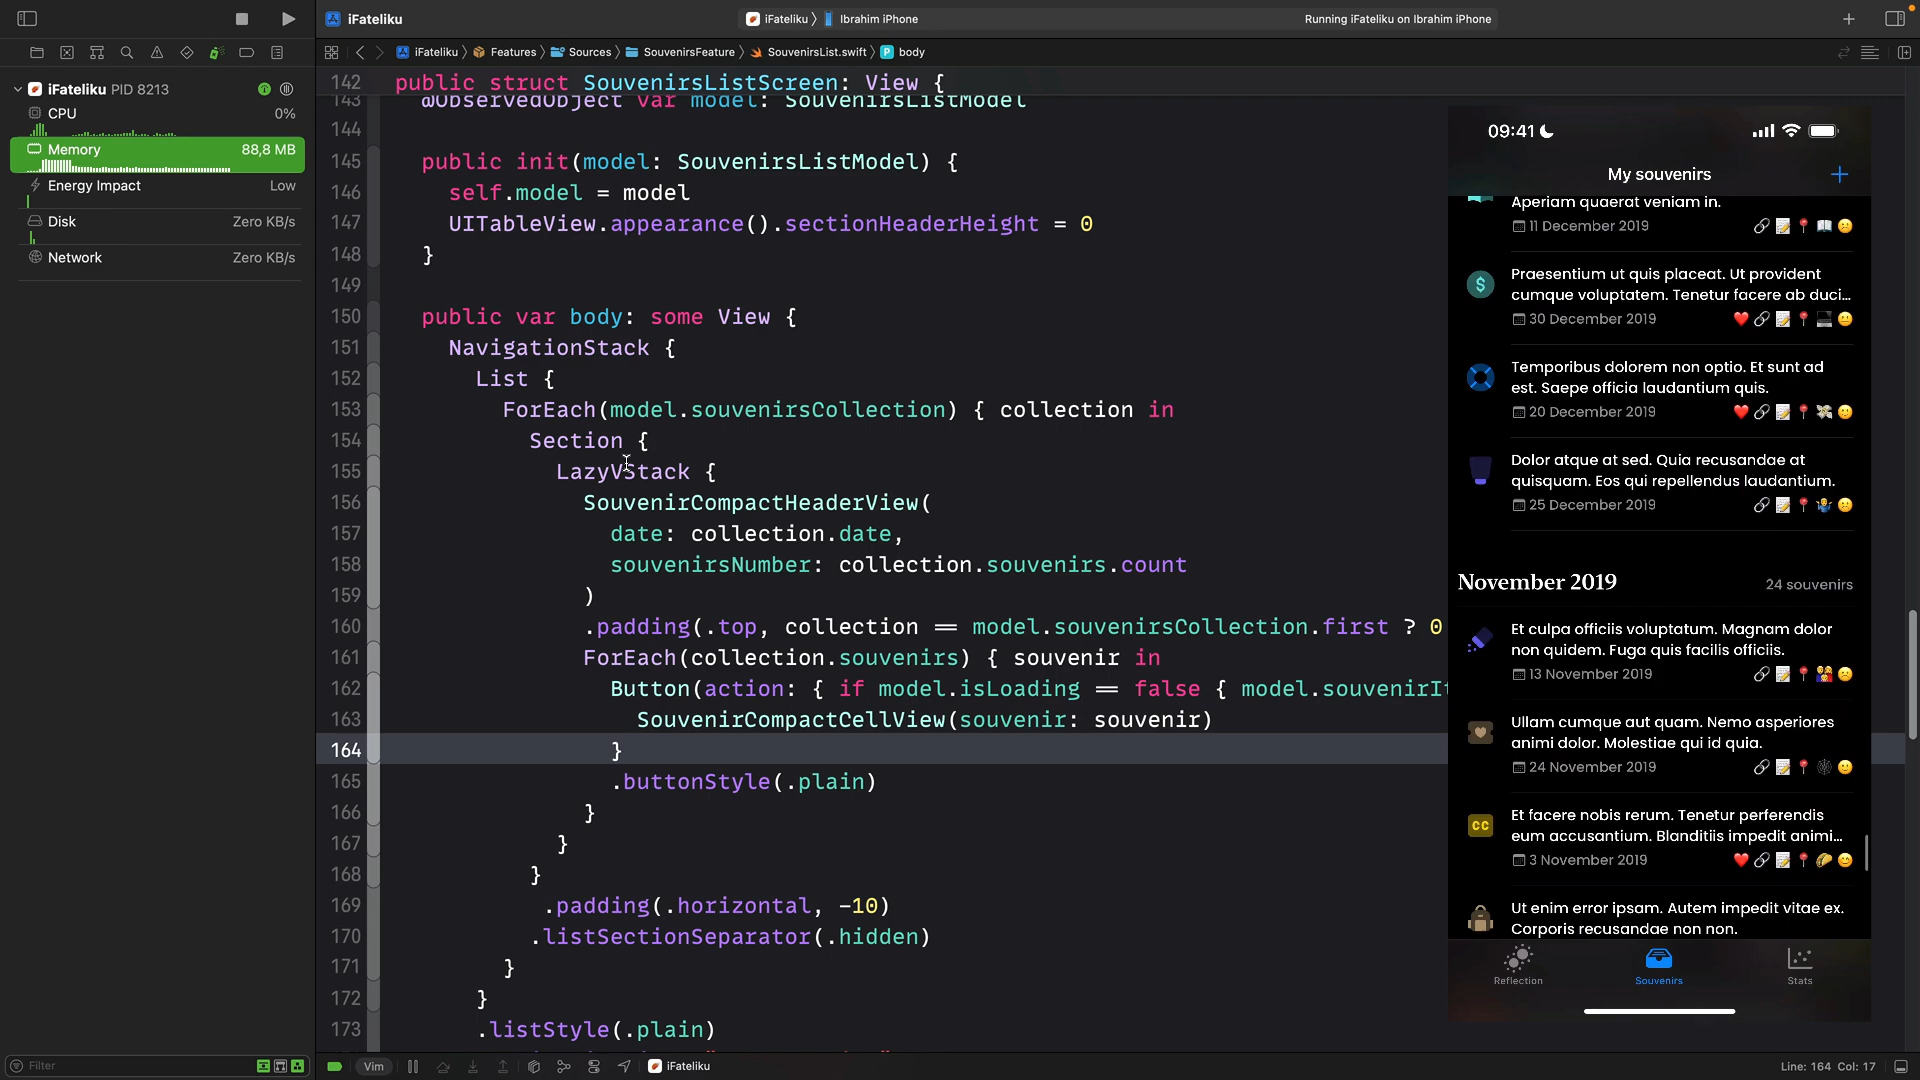 iFateliku
iFateliku 〉 Ibrahim iPhone
Running iFateliku on Ibrahim iPhone
iFateliku 〉 Features 〉 Sources 〉 SouvenirsFeature 〉 SouvenirsList.swift 〉 P body
iFateliku PID 8213
CPU 0%
Memory 88,8 MB
Energy Impact Low
Disk Zero KB/s
Network Zero KB/s
Filter
142 public struct SouvenirsListScreen: View {
143 @ObservedObject var model: SouvenirsListModel
144
145 public init(model: SouvenirsListModel) {
146 self.model = model
147 UITableView.appearance().sectionHeaderHeight = 0
148 }
149
150 public var body: some View {
151 NavigationStack {
152 List {
153 ForEach(model.souvenirsCollection) { collection in
154 Section {
155 LazyVStack {
156 SouvenirCompactHeaderView(
157 date: collection.date,
158 souvenirsNumber: collection.souvenirs.count
159 )
160 .padding(.top, collection == model.souvenirsCollection.first ? 0
161 ForEach(collection.souvenirs) { souvenir in
162 Button(action: { if model.isLoading == false { model.souvenirIt
163 SouvenirCompactCellView(souvenir: souvenir)
164 }
165 .buttonStyle(.plain)
166 }
167 }
168 }
169 .padding(.horizontal, -10)
170 .listSectionSeparator(.hidden)
171 }
172 }
173 .listStyle(.plain)
Vim
iFateliku
Line: 164 Col: 17
09:41
My souvenirs
+
Aperiam quaerat veniam in.
11 December 2019
$
Praesentium ut quis placeat. Ut provident
cumque voluptatem. Tenetur facere ab duci...
30 December 2019
Temporibus dolorem non optio. Et sunt ad
est. Saepe officia laudantium quis.
20 December 2019
Dolor atque at sed. Quia recusandae at
quisquam. Eos qui repellendus laudantium.
25 December 2019
November 2019 24 souvenirs
Et culpa officiis voluptatum. Magnam dolor
non quidem. Fuga quis facilis officiis.
13 November 2019
Ullam cumque aut quam. Nemo asperiores
animi dolor. Molestiae qui id quia.
24 November 2019
CC
Et facere nobis rerum. Tenetur perferendis
eum accusantium. Blanditiis impedit animi...
3 November 2019
Ut enim error ipsam. Autem impedit vitae ex.
Corporis recusandae non non.
Reflection
Souvenirs
Stats